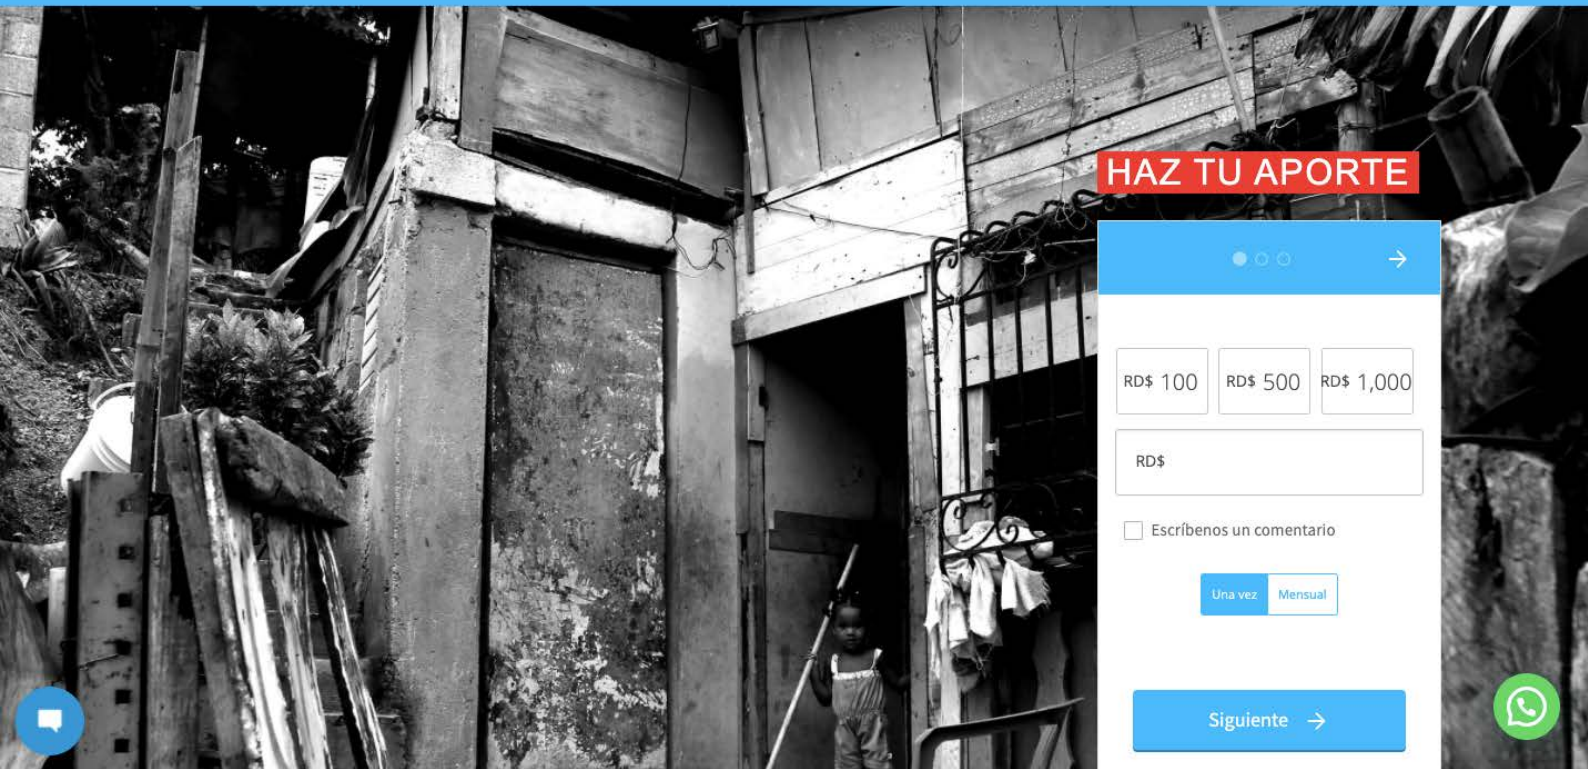 HAZ TU APORTE
RD$ 100 RD$ 500 RD$ 1,000
RD$
Escríbenos un comentario
Una vez Mensual
Siguiente